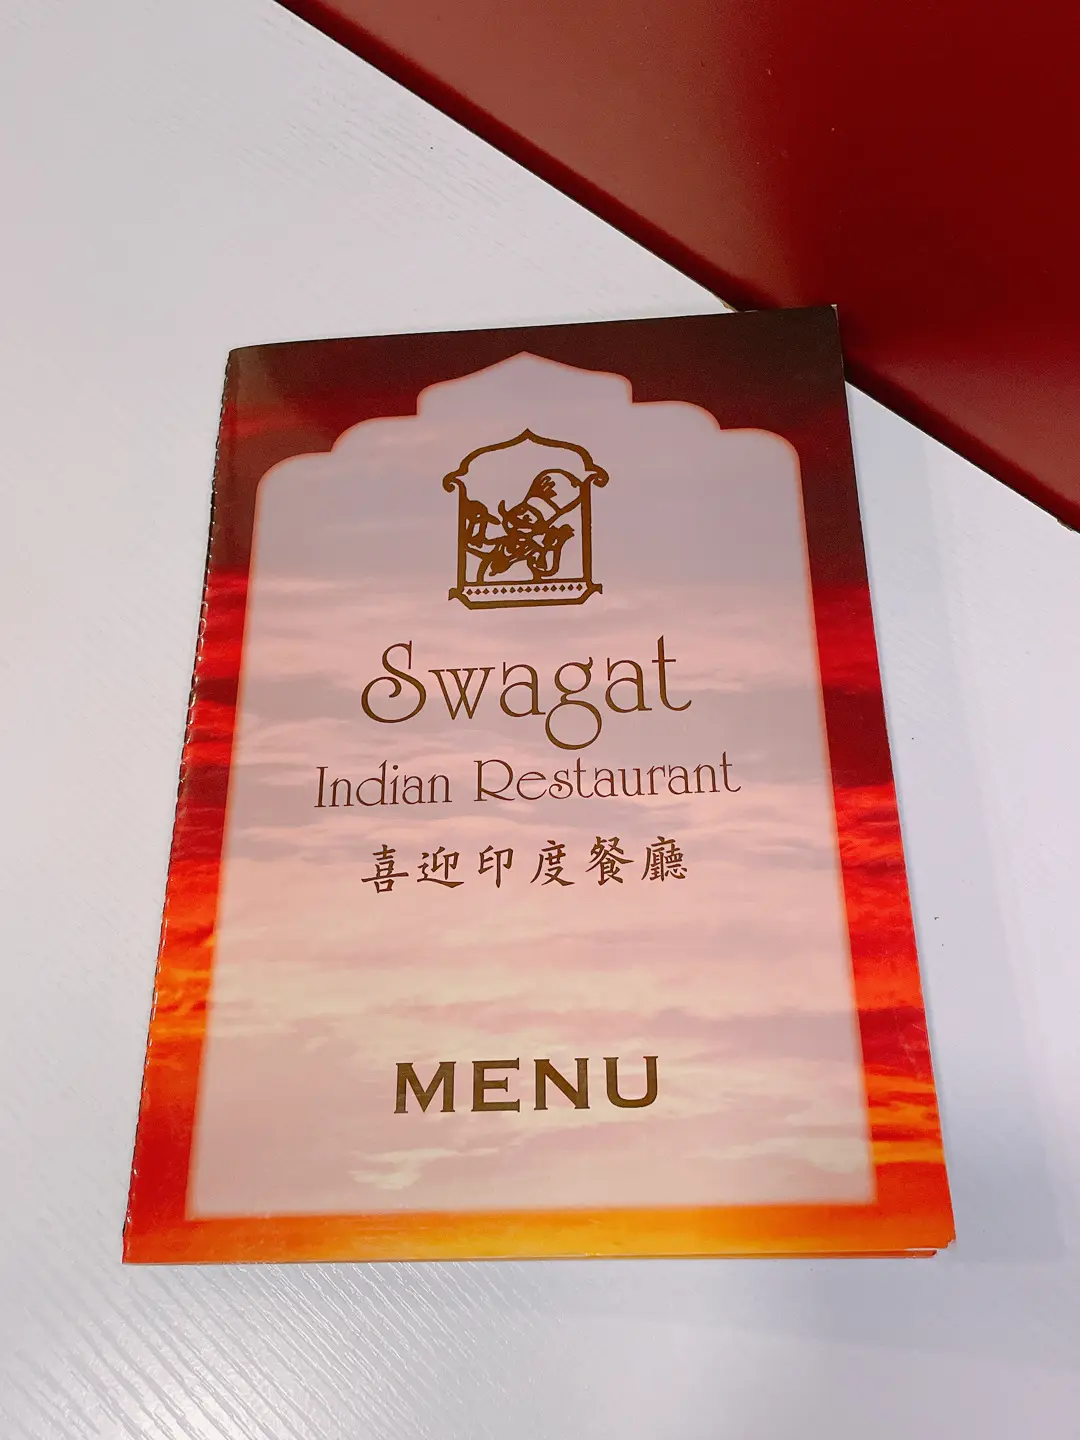 Swagat
Indian Restaurant
喜迎印度餐廳
MENU